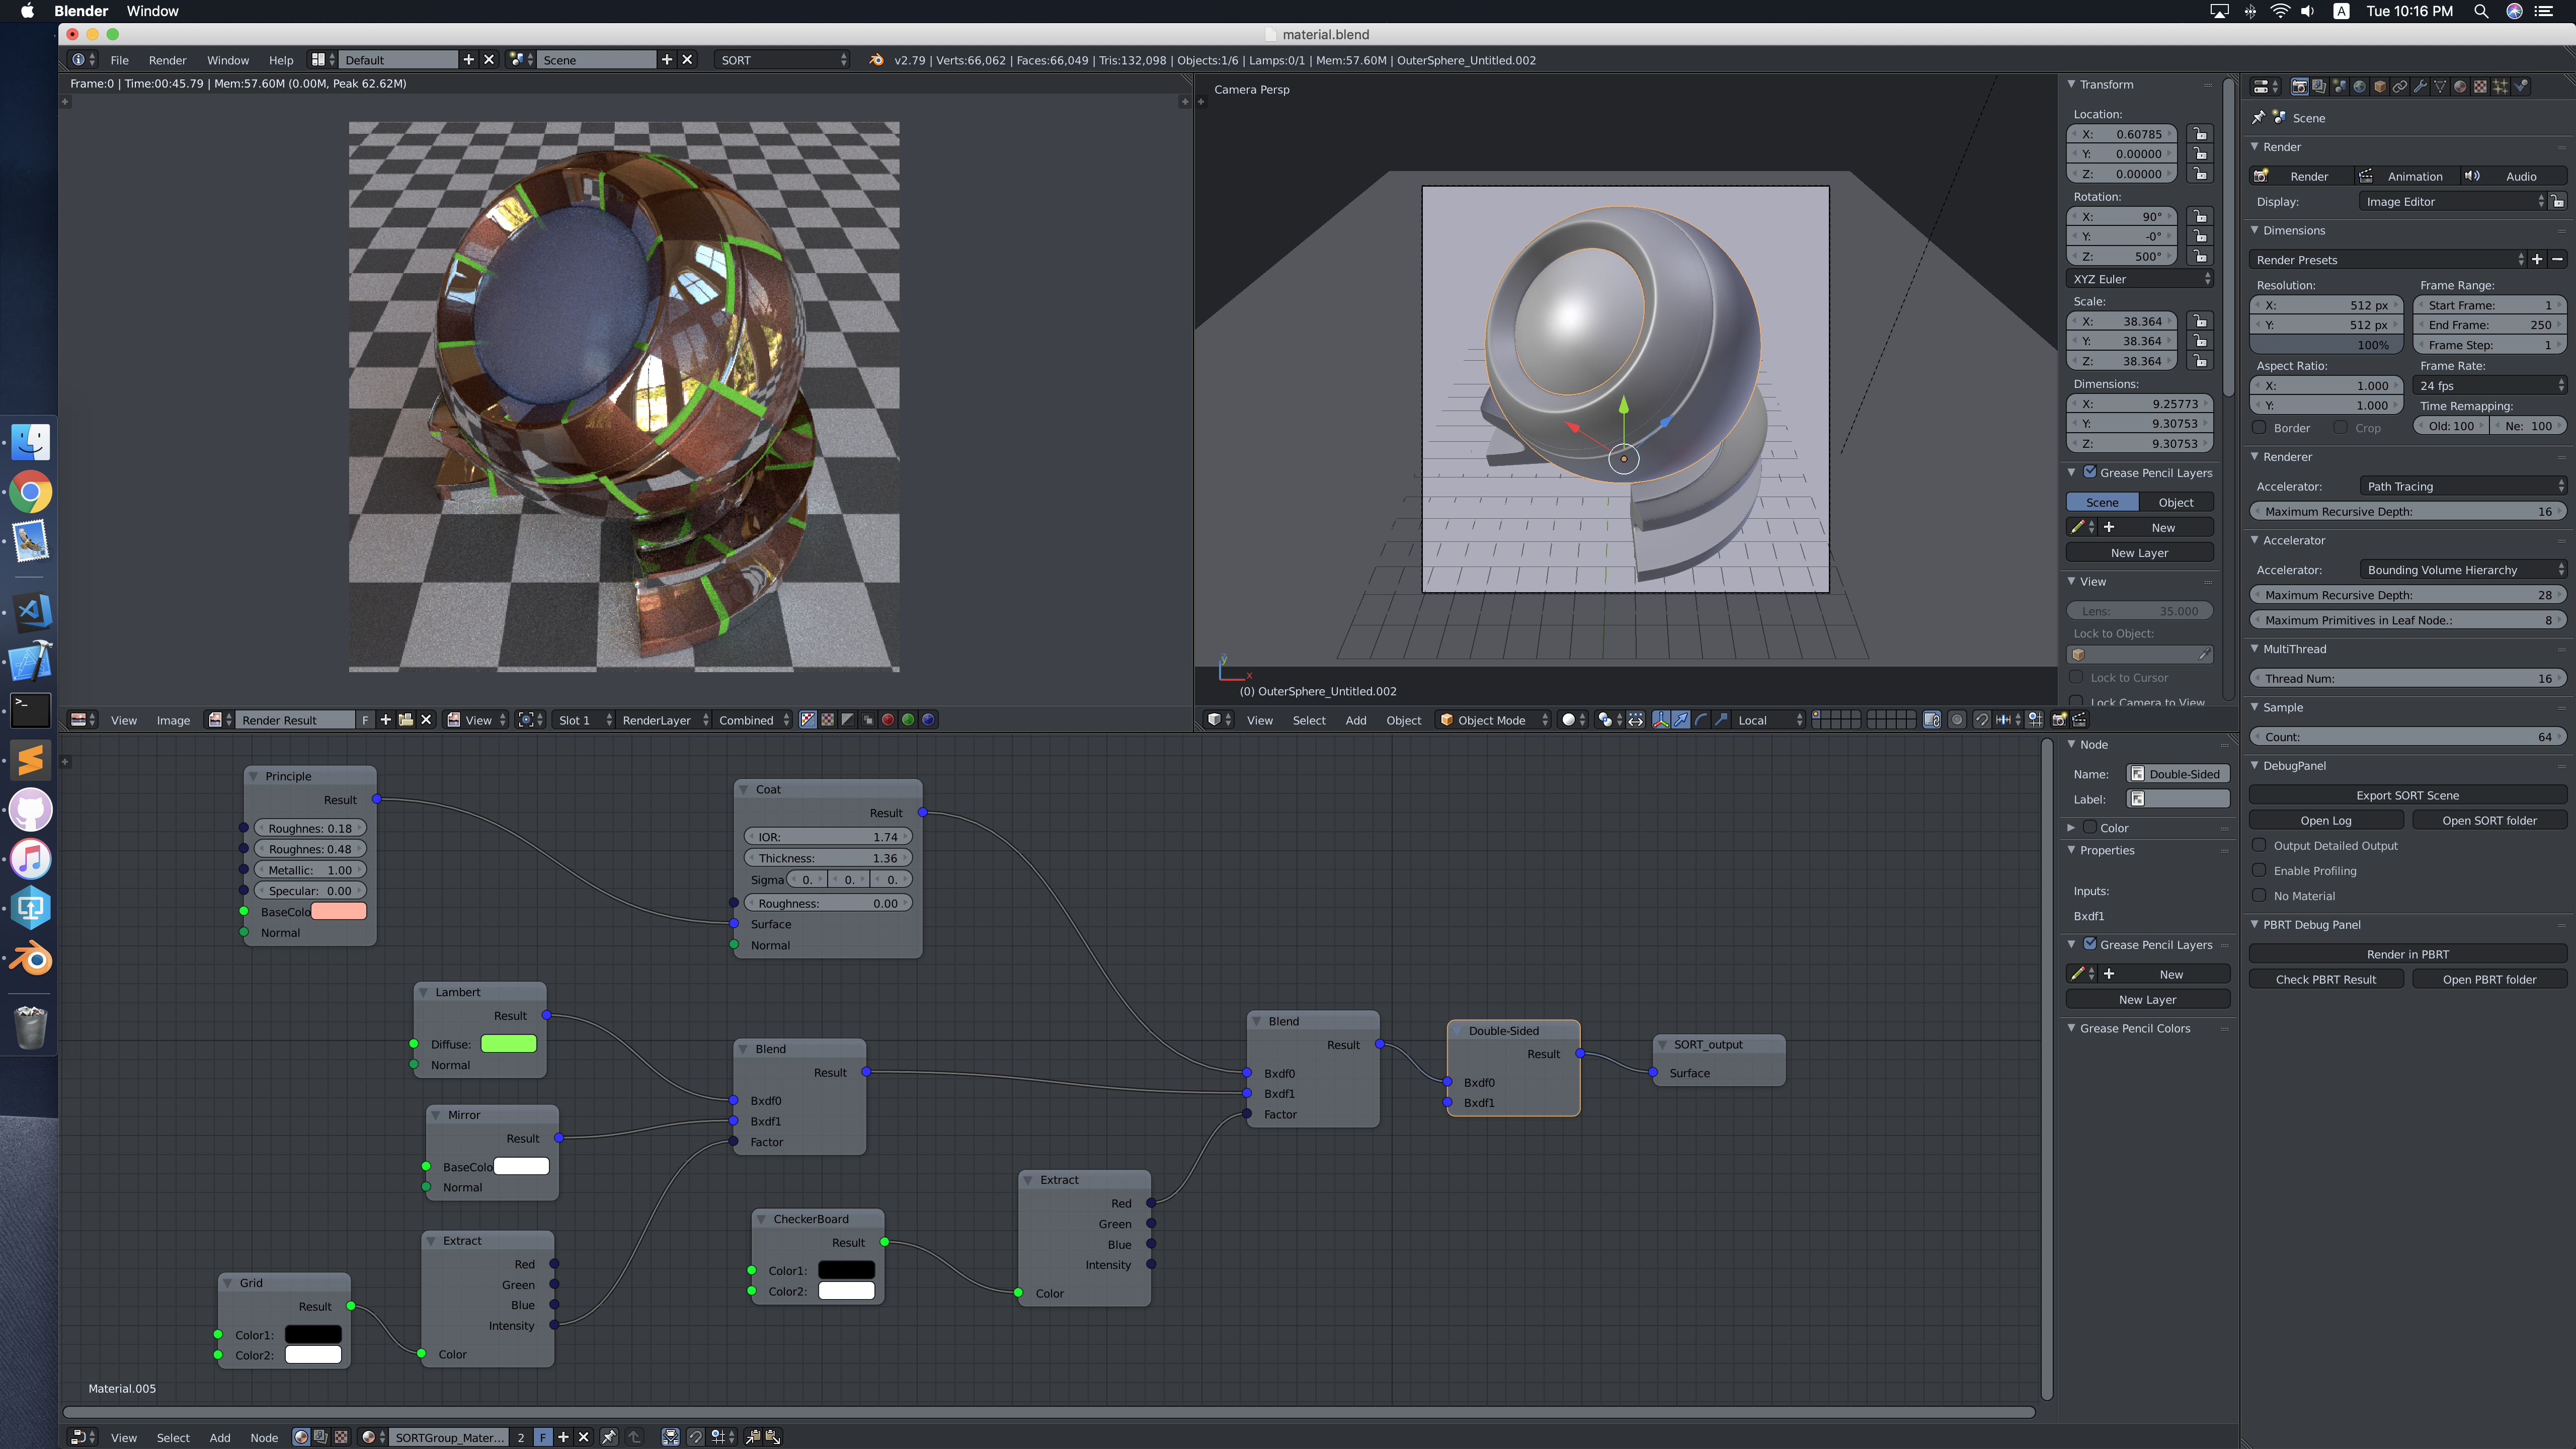 Blender Window
A Tue 10:16 PM
material.blend
File Render Window Help Default Scene SORT v2.79 | Verts:66,062 | Faces:66,049 | Tris:132,098 | Objects:1/6 | Lamps:0/1 | Mem:57.60M | OuterSphere_Untitled.002
Frame:0 | Time:00:45.79 | Mem:57.60M (0.00M, Peak 62.62M)
View Image Render Result F View Slot 1 RenderLayer Combined
Camera Persp
y
x
(0) OuterSphere_Untitled.002
View Select Add Object Object Mode Local
Transform
Location:
X: 0.60785
Y: 0.00000
Z: 0.00000
Rotation:
X: 90°
Y: -0°
Z: 500°
XYZ Euler
Scale:
X: 38.364
Y: 38.364
Z: 38.364
Dimensions:
X: 9.25773
Y: 9.30753
Z: 9.30753
Grease Pencil Layers
Scene Object
New
New Layer
View
Lens: 35.000
Lock to Object:
Lock to Cursor
Lock Camera to View
Scene
Render
Render Animation Audio
Display: Image Editor
Dimensions
Render Presets
Resolution: Frame Range:
X: 512 px Start Frame: 1
Y: 512 px End Frame: 250
100% Frame Step: 1
Aspect Ratio: Frame Rate:
X: 1.000 24 fps
Y: 1.000 Time Remapping:
Border Crop Old: 100 Ne: 100
Renderer
Accelerator: Path Tracing
Maximum Recursive Depth: 16
Accelerator
Accelerator: Bounding Volume Hierarchy
Maximum Recursive Depth: 28
Maximum Primitives in Leaf Node.: 8
MultiThread
Thread Num: 16
Sample
Count: 64
DebugPanel
Export SORT Scene
Open Log Open SORT folder
Output Detailed Output
Enable Profiling
No Material
PBRT Debug Panel
Render in PBRT
Check PBRT Result Open PBRT folder
Principle
Result
Roughnes: 0.18
Roughnes: 0.48
Metallic: 1.00
Specular: 0.00
BaseColo
Normal
Coat
Result
IOR: 1.74
Thickness: 1.36
Sigma 0. 0. 0.
Roughness: 0.00
Surface
Normal
Lambert
Result
Diffuse:
Normal
Mirror
Result
BaseColo
Normal
Blend
Result
Bxdf0
Bxdf1
Factor
Extract
Red
Green
Blue
Intensity
Color
Grid
Result
Color1:
Color2:
CheckerBoard
Result
Color1:
Color2:
Extract
Red
Green
Blue
Intensity
Color
Blend
Result
Bxdf0
Bxdf1
Factor
Double-Sided
Result
Bxdf0
Bxdf1
SORT_output
Surface
Material.005
Node
Name: Double-Sided
Label:
Color
Properties
Inputs:
Bxdf1
Grease Pencil Layers
New
New Layer
Grease Pencil Colors
View Select Add Node SORTGroup_Mater... 2 F